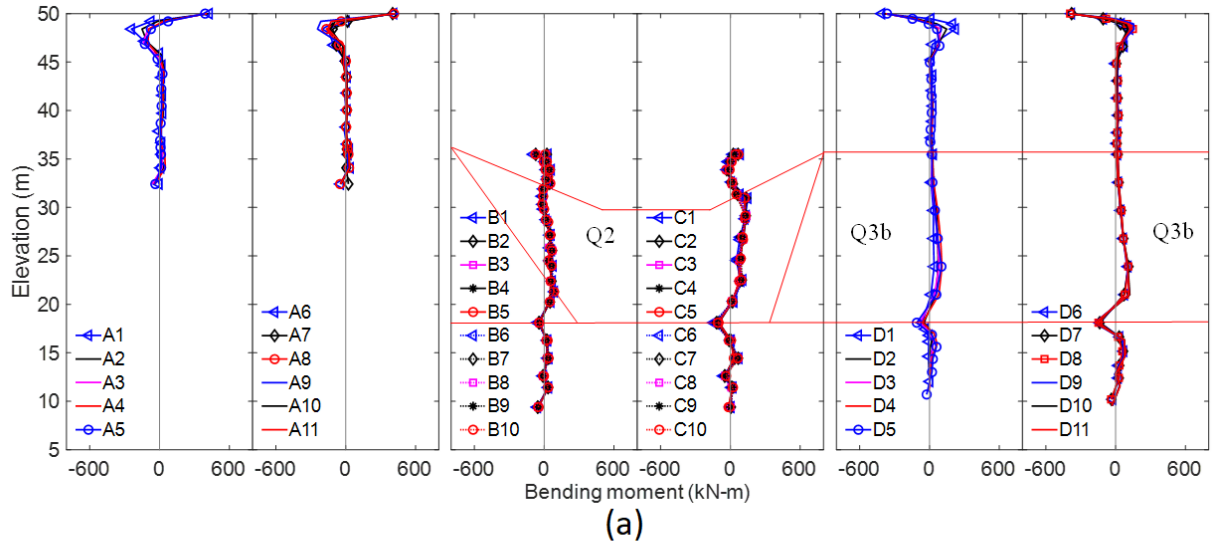 50
45
40
35
30
25
20
15
10
5
Elevation (m)
A1
A2
A3
A4
A5
A6
A7
A8
A9
A10
A11
B1
B2
B3
B4
B5
B6
B7
B8
B9
B10
Q2
C1
C2
C3
C4
C5
C6
C7
C8
C9
C10
Q3b
D1
D2
D3
D4
D5
Q3b
D6
D7
D8
D9
D10
D11
-600 0 600 -600 0 600 -600 0 600 -600 0 600 -600 0 600 -600 0 600
Bending moment (kN-m)
(a)